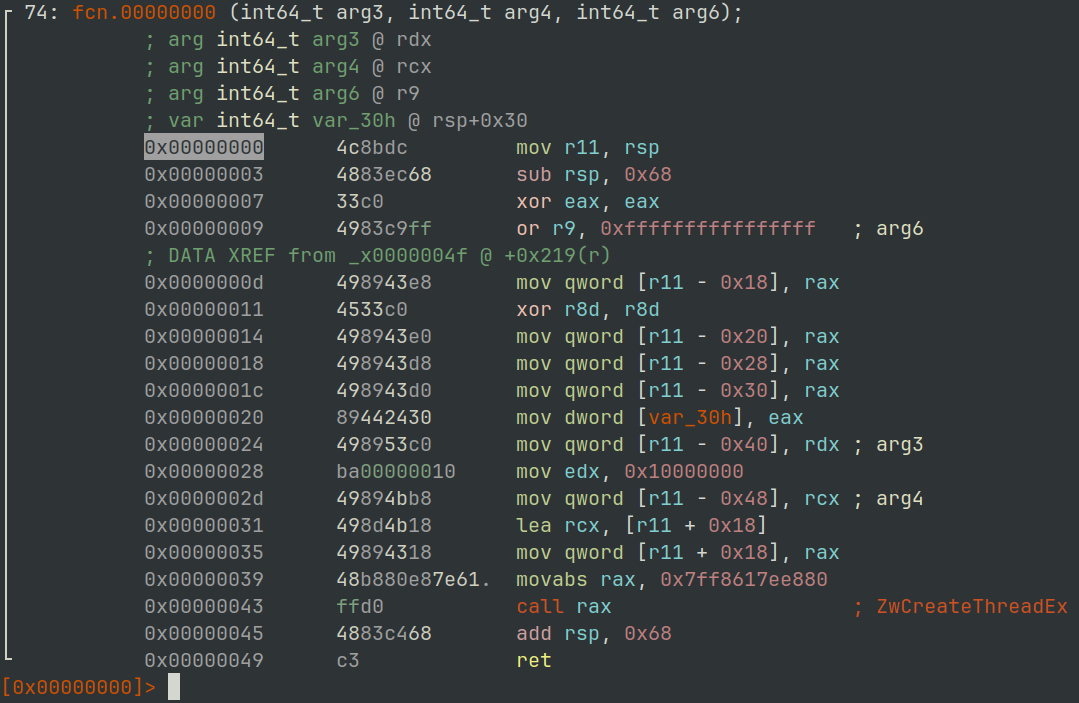 74: fcn.00000000 (int64_t arg3, int64_t arg4, int64_t arg6);
; arg int64_t arg3 @ rdx
; arg int64_t arg4 @ rcx
; arg int64_t arg6 @ r9
; var int64_t var_30h @ rsp+0x30
0x00000000 4c8bdc mov r11, rsp
0x00000003 4883ec68 sub rsp, 0x68
0x00000007 33c0 xor eax, eax
0x00000009 4983c9ff or r9, 0xffffffffffffffff ; arg6
; DATA XREF from _x0000004f @ +0x219(r)
0x0000000d 498943e8 mov qword [r11 - 0x18], rax
0x00000011 4533c0 xor r8d, r8d
0x00000014 498943e0 mov qword [r11 - 0x20], rax
0x00000018 498943d8 mov qword [r11 - 0x28], rax
0x0000001c 498943d0 mov qword [r11 - 0x30], rax
0x00000020 89442430 mov dword [var_30h], eax
0x00000024 498953c0 mov qword [r11 - 0x40], rdx ; arg3
0x00000028 ba00000010 mov edx, 0x10000000
0x0000002d 49894bb8 mov qword [r11 - 0x48], rcx ; arg4
0x00000031 498d4b18 lea rcx, [r11 + 0x18]
0x00000035 49894318 mov qword [r11 + 0x18], rax
0x00000039 48b880e87e61. movabs rax, 0x7ff8617ee880
0x00000043 ffd0 call rax ; ZwCreateThreadEx
0x00000045 4883c468 add rsp, 0x68
0x00000049 c3 ret
[0x00000000]>